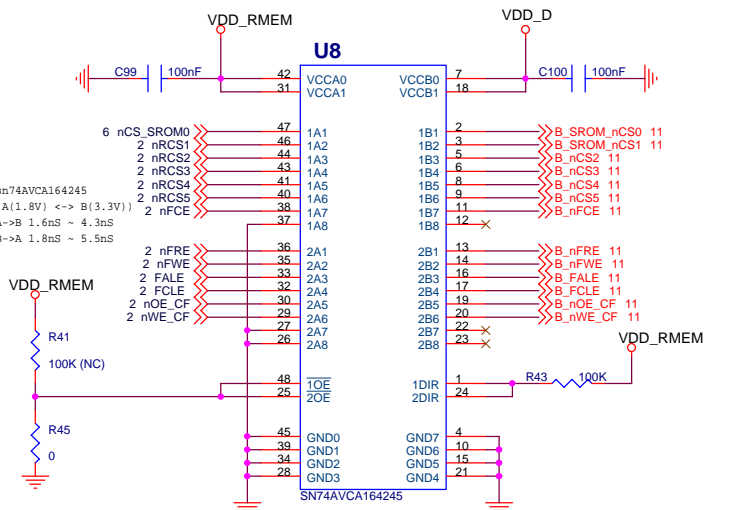 VDD_RMEM
VDD_D
U8
C99 100nF
42 VCCA0 VCCB0 7
31 VCCA1 VCCB1 18
C100 100nF
6 nCS_SROM0 47 1A1 1B1 2 B_SROM_nCS0 11
2 nRCS1 46 1A2 1B2 3 B_SROM_nCS1 11
2 nRCS2 44 1A3 1B3 5 B_nCS2 11
2 nRCS3 43 1A4 1B4 6 B_nCS3 11
2 nRCS4 41 1A5 1B5 8 B_nCS4 11
2 nRCS5 40 1A6 1B6 9 B_nCS5 11
2 nFCE 38 1A7 1B7 11 B_nFCE 11
37 1A8 1B8 12
sn74AVCA164245
A(1.8V) <-> B(3.3V))
A->B 1.6nS ~ 4.3nS
B->A 1.8nS ~ 5.5nS
2 nFRE 36 2A1 2B1 13 B_nFRE 11
2 nFWE 35 2A2 2B2 14 B_nFWE 11
2 FALE 33 2A3 2B3 16 B_FALE 11
2 FCLE 32 2A4 2B4 17 B_FCLE 11
2 nOE_CF 30 2A5 2B5 19 B_nOE_CF 11
2 nWE_CF 29 2A6 2B6 20 B_nWE_CF 11
27 2A7 2B7 22
26 2A8 2B8 23
VDD_RMEM
R41
100K (NC)
VDD_RMEM
48 1OE 1DIR 1
25 2OE 2DIR 24
R43 100K
R45
0
45 GND0 GND7 4
39 GND1 GND6 10
34 GND2 GND5 15
28 GND3 GND4 21
SN74AVCA164245